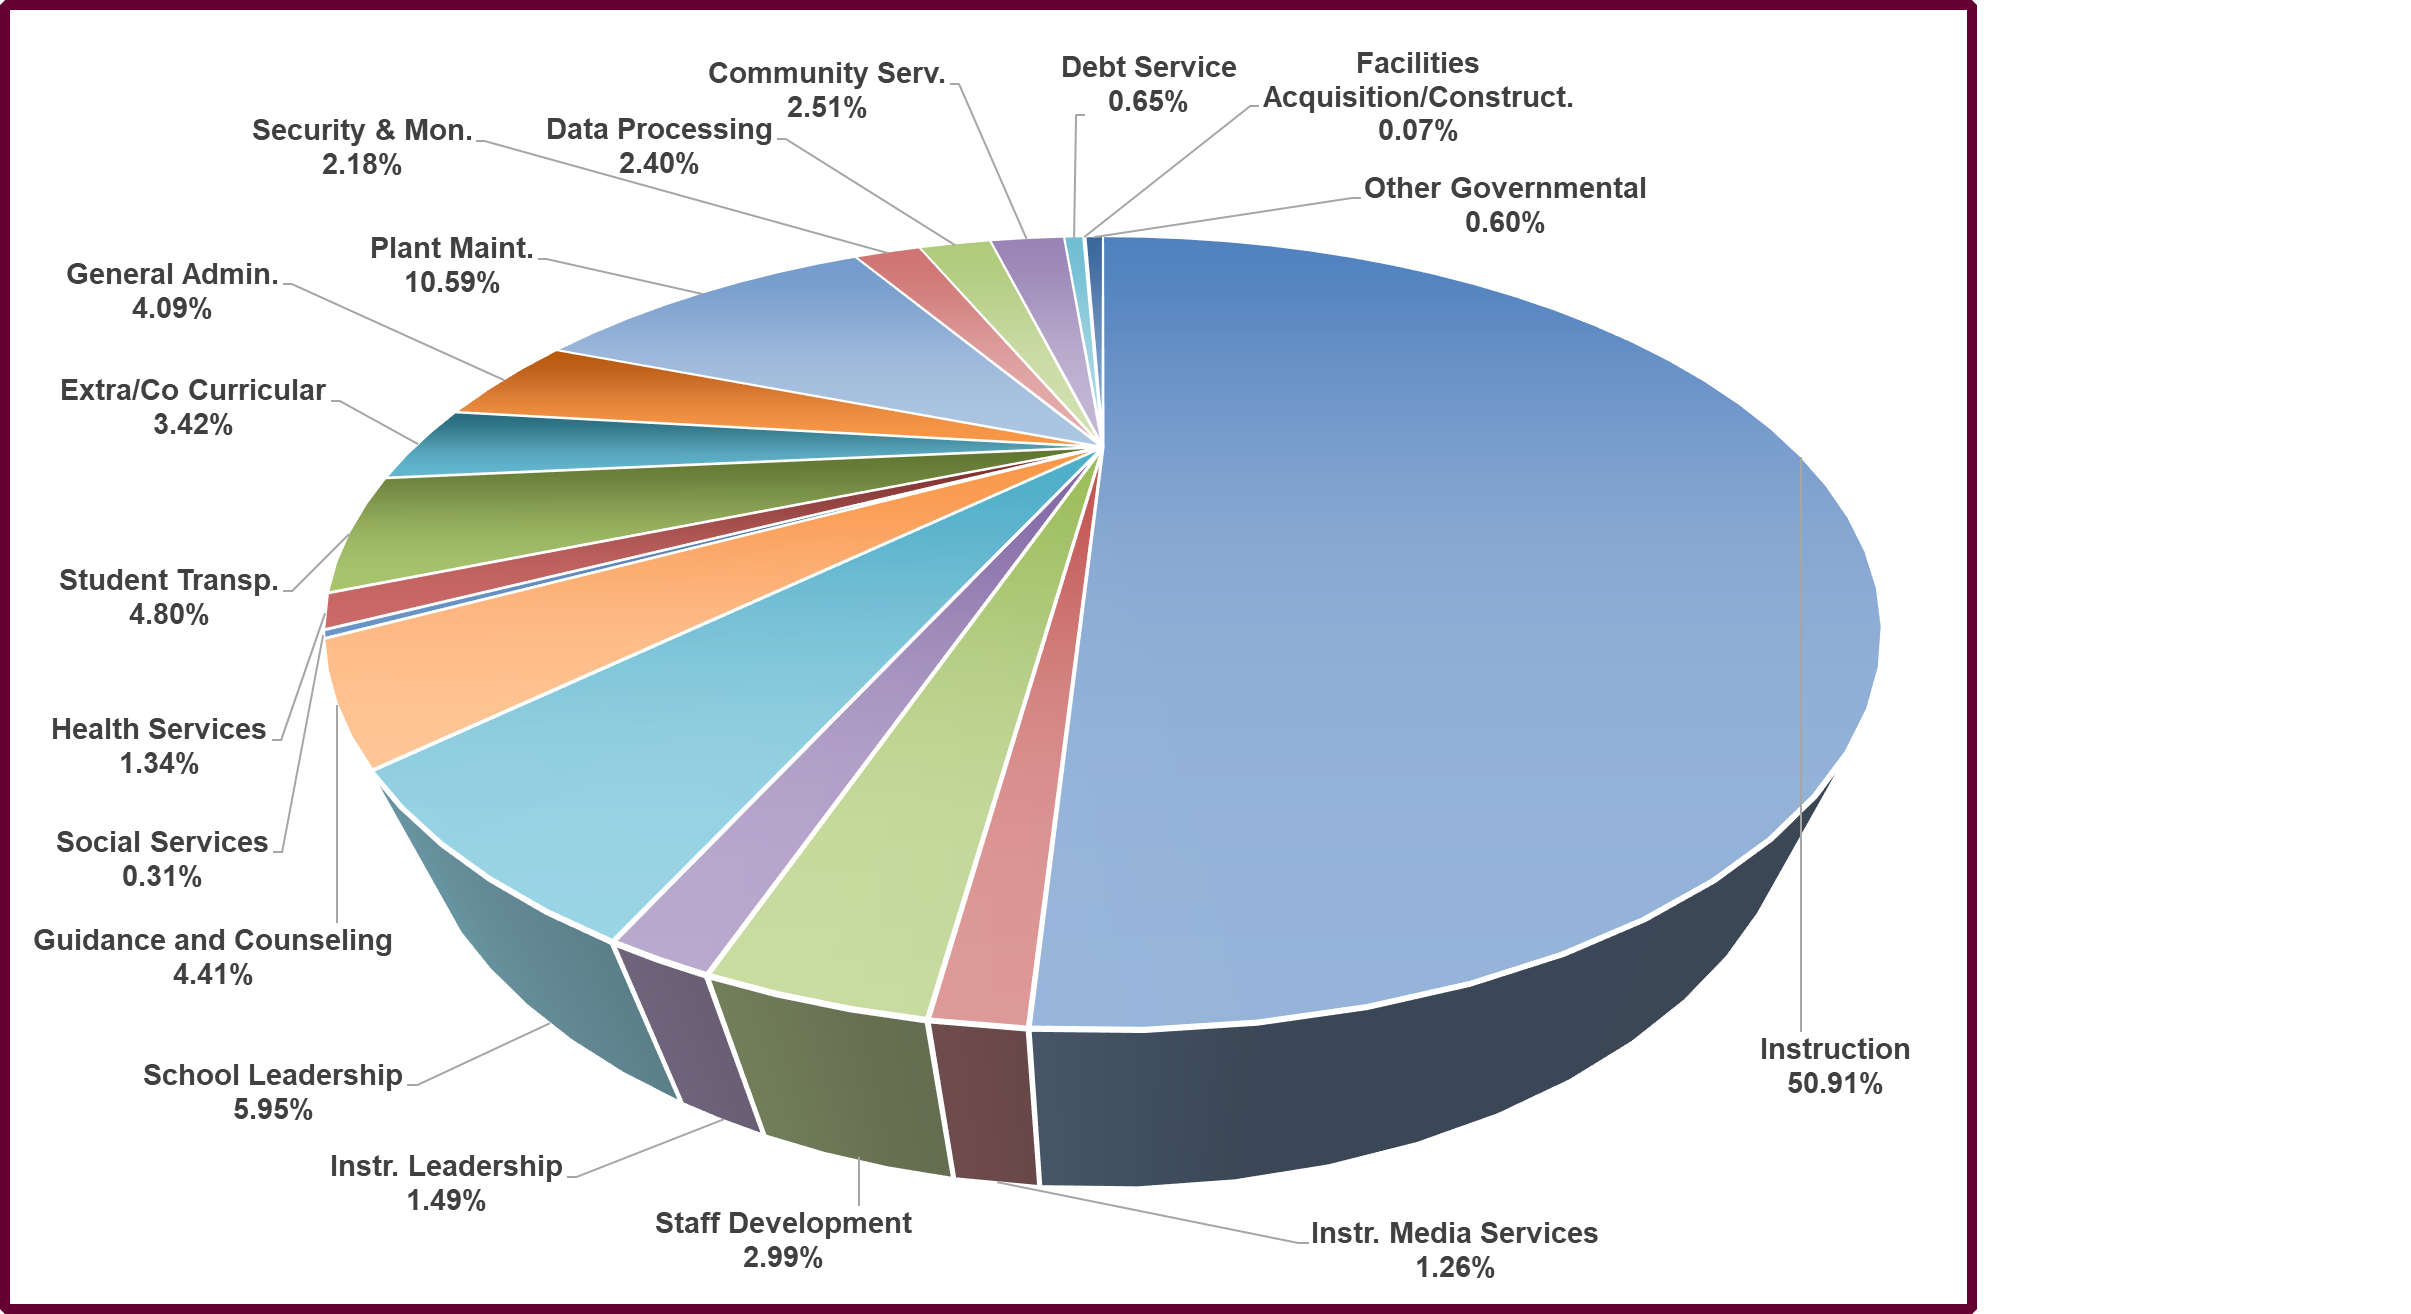 Community Serv.
2.51%
Debt Service
0.65%
Facilities
Acquisition/Construct.
0.07%
Security & Mon.
2.18%
Data Processing
2.40%
Other Governmental
0.60%
Plant Maint.
10.59%
General Admin.
4.09%
Extra/Co Curricular
3.42%
Student Transp.
4.80%
Health Services
1.34%
Social Services
0.31%
Guidance and Counseling
4.41%
School Leadership
5.95%
Instr. Leadership
1.49%
Staff Development
2.99%
Instr. Media Services
1.26%
Instruction
50.91%